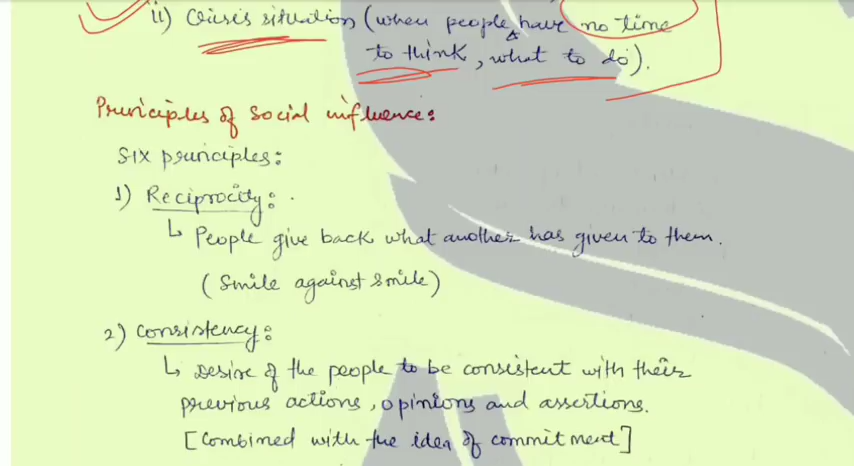 ii) Crisis situation (when people have no time
to think, what to do).
Principles of social influence:
Six principles:
1) Reciprocity:
↳ People give back what another has given to them.
(Smile against smile)
2) Consistency:
↳ Desire of the people to be consistent with their
previous actions, opinions and assertions.
[Combined with the idea of commitment]